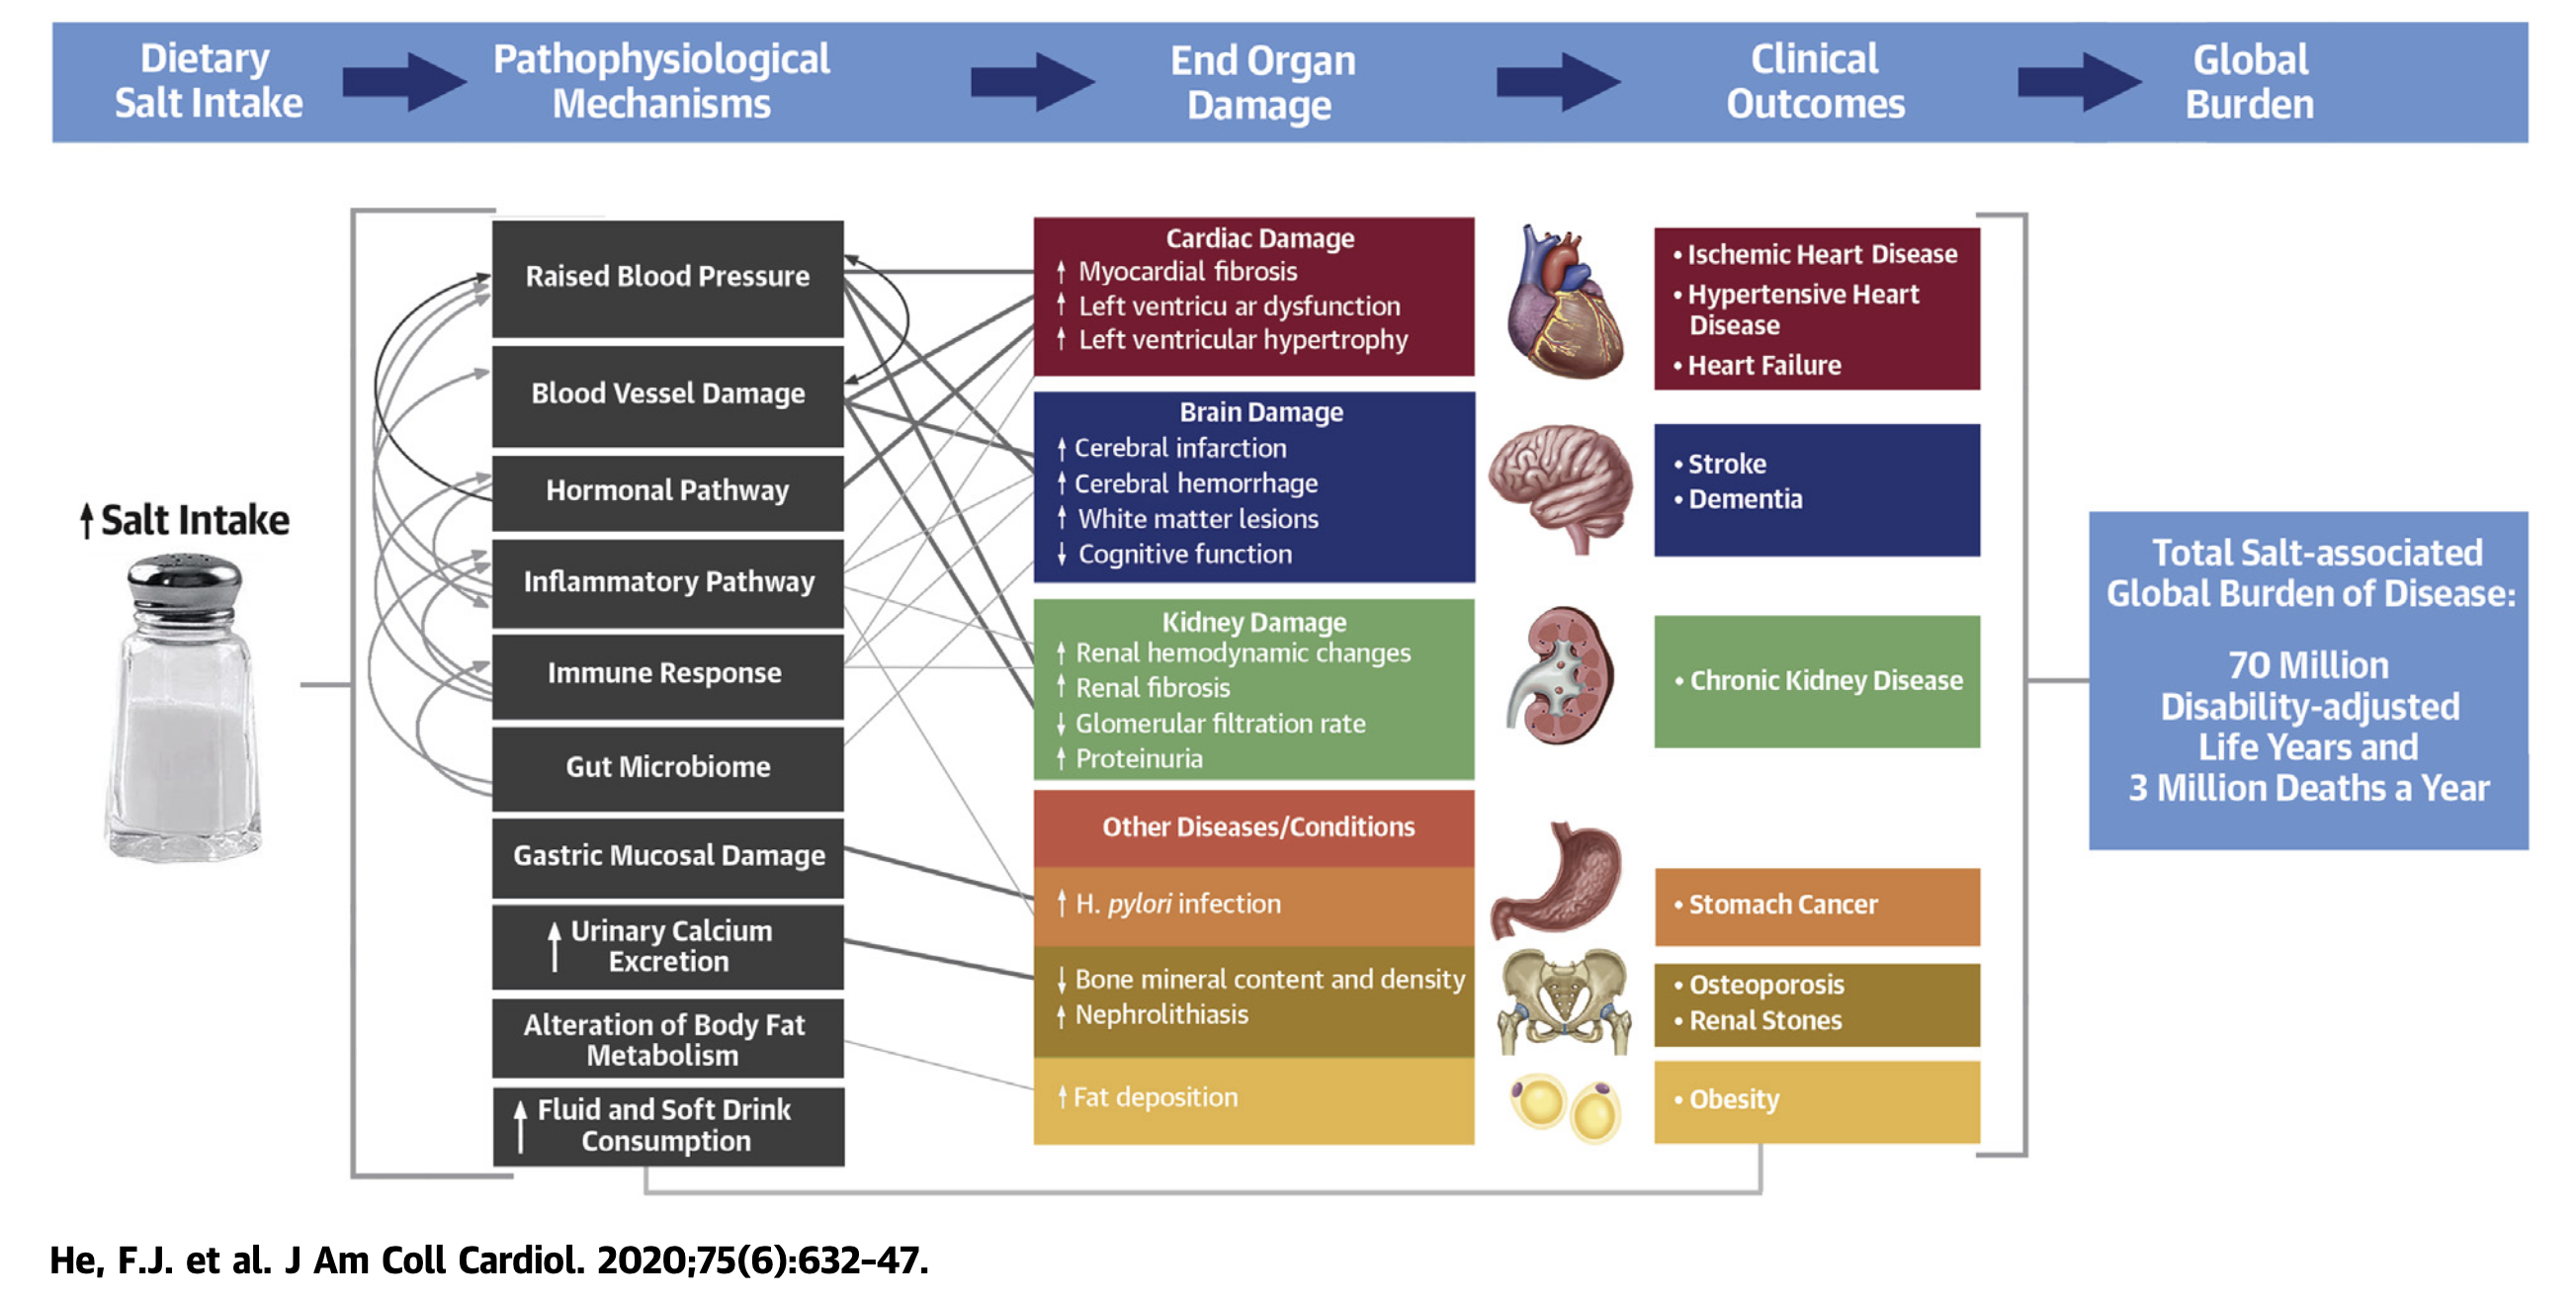 Dietary
Salt Intake
Pathophysiological
Mechanisms
End Organ
Damage
Clinical
Outcomes
Global
Burden
↑ Salt Intake
Raised Blood Pressure
Blood Vessel Damage
Hormonal Pathway
Inflammatory Pathway
Immune Response
Gut Microbiome
Gastric Mucosal Damage
↑ Urinary Calcium
Excretion
Alteration of Body Fat
Metabolism
↑ Fluid and Soft Drink
Consumption
Cardiac Damage
↑ Myocardial fibrosis
↑ Left ventricu ar dysfunction
↑ Left ventricular hypertrophy
Brain Damage
↑ Cerebral infarction
↑ Cerebral hemorrhage
↑ White matter lesions
↓ Cognitive function
Kidney Damage
↑ Renal hemodynamic changes
↑ Renal fibrosis
↓ Glomerular filtration rate
↑ Proteinuria
Other Diseases/Conditions
↑ H. pylori infection
↓ Bone mineral content and density
↑ Nephrolithiasis
↑ Fat deposition
• Ischemic Heart Disease
• Hypertensive Heart
Disease
• Heart Failure
• Stroke
• Dementia
• Chronic Kidney Disease
• Stomach Cancer
• Osteoporosis
• Renal Stones
• Obesity
Total Salt-associated
Global Burden of Disease:
70 Million
Disability-adjusted
Life Years and
3 Million Deaths a Year
He, F.J. et al. J Am Coll Cardiol. 2020;75(6):632–47.